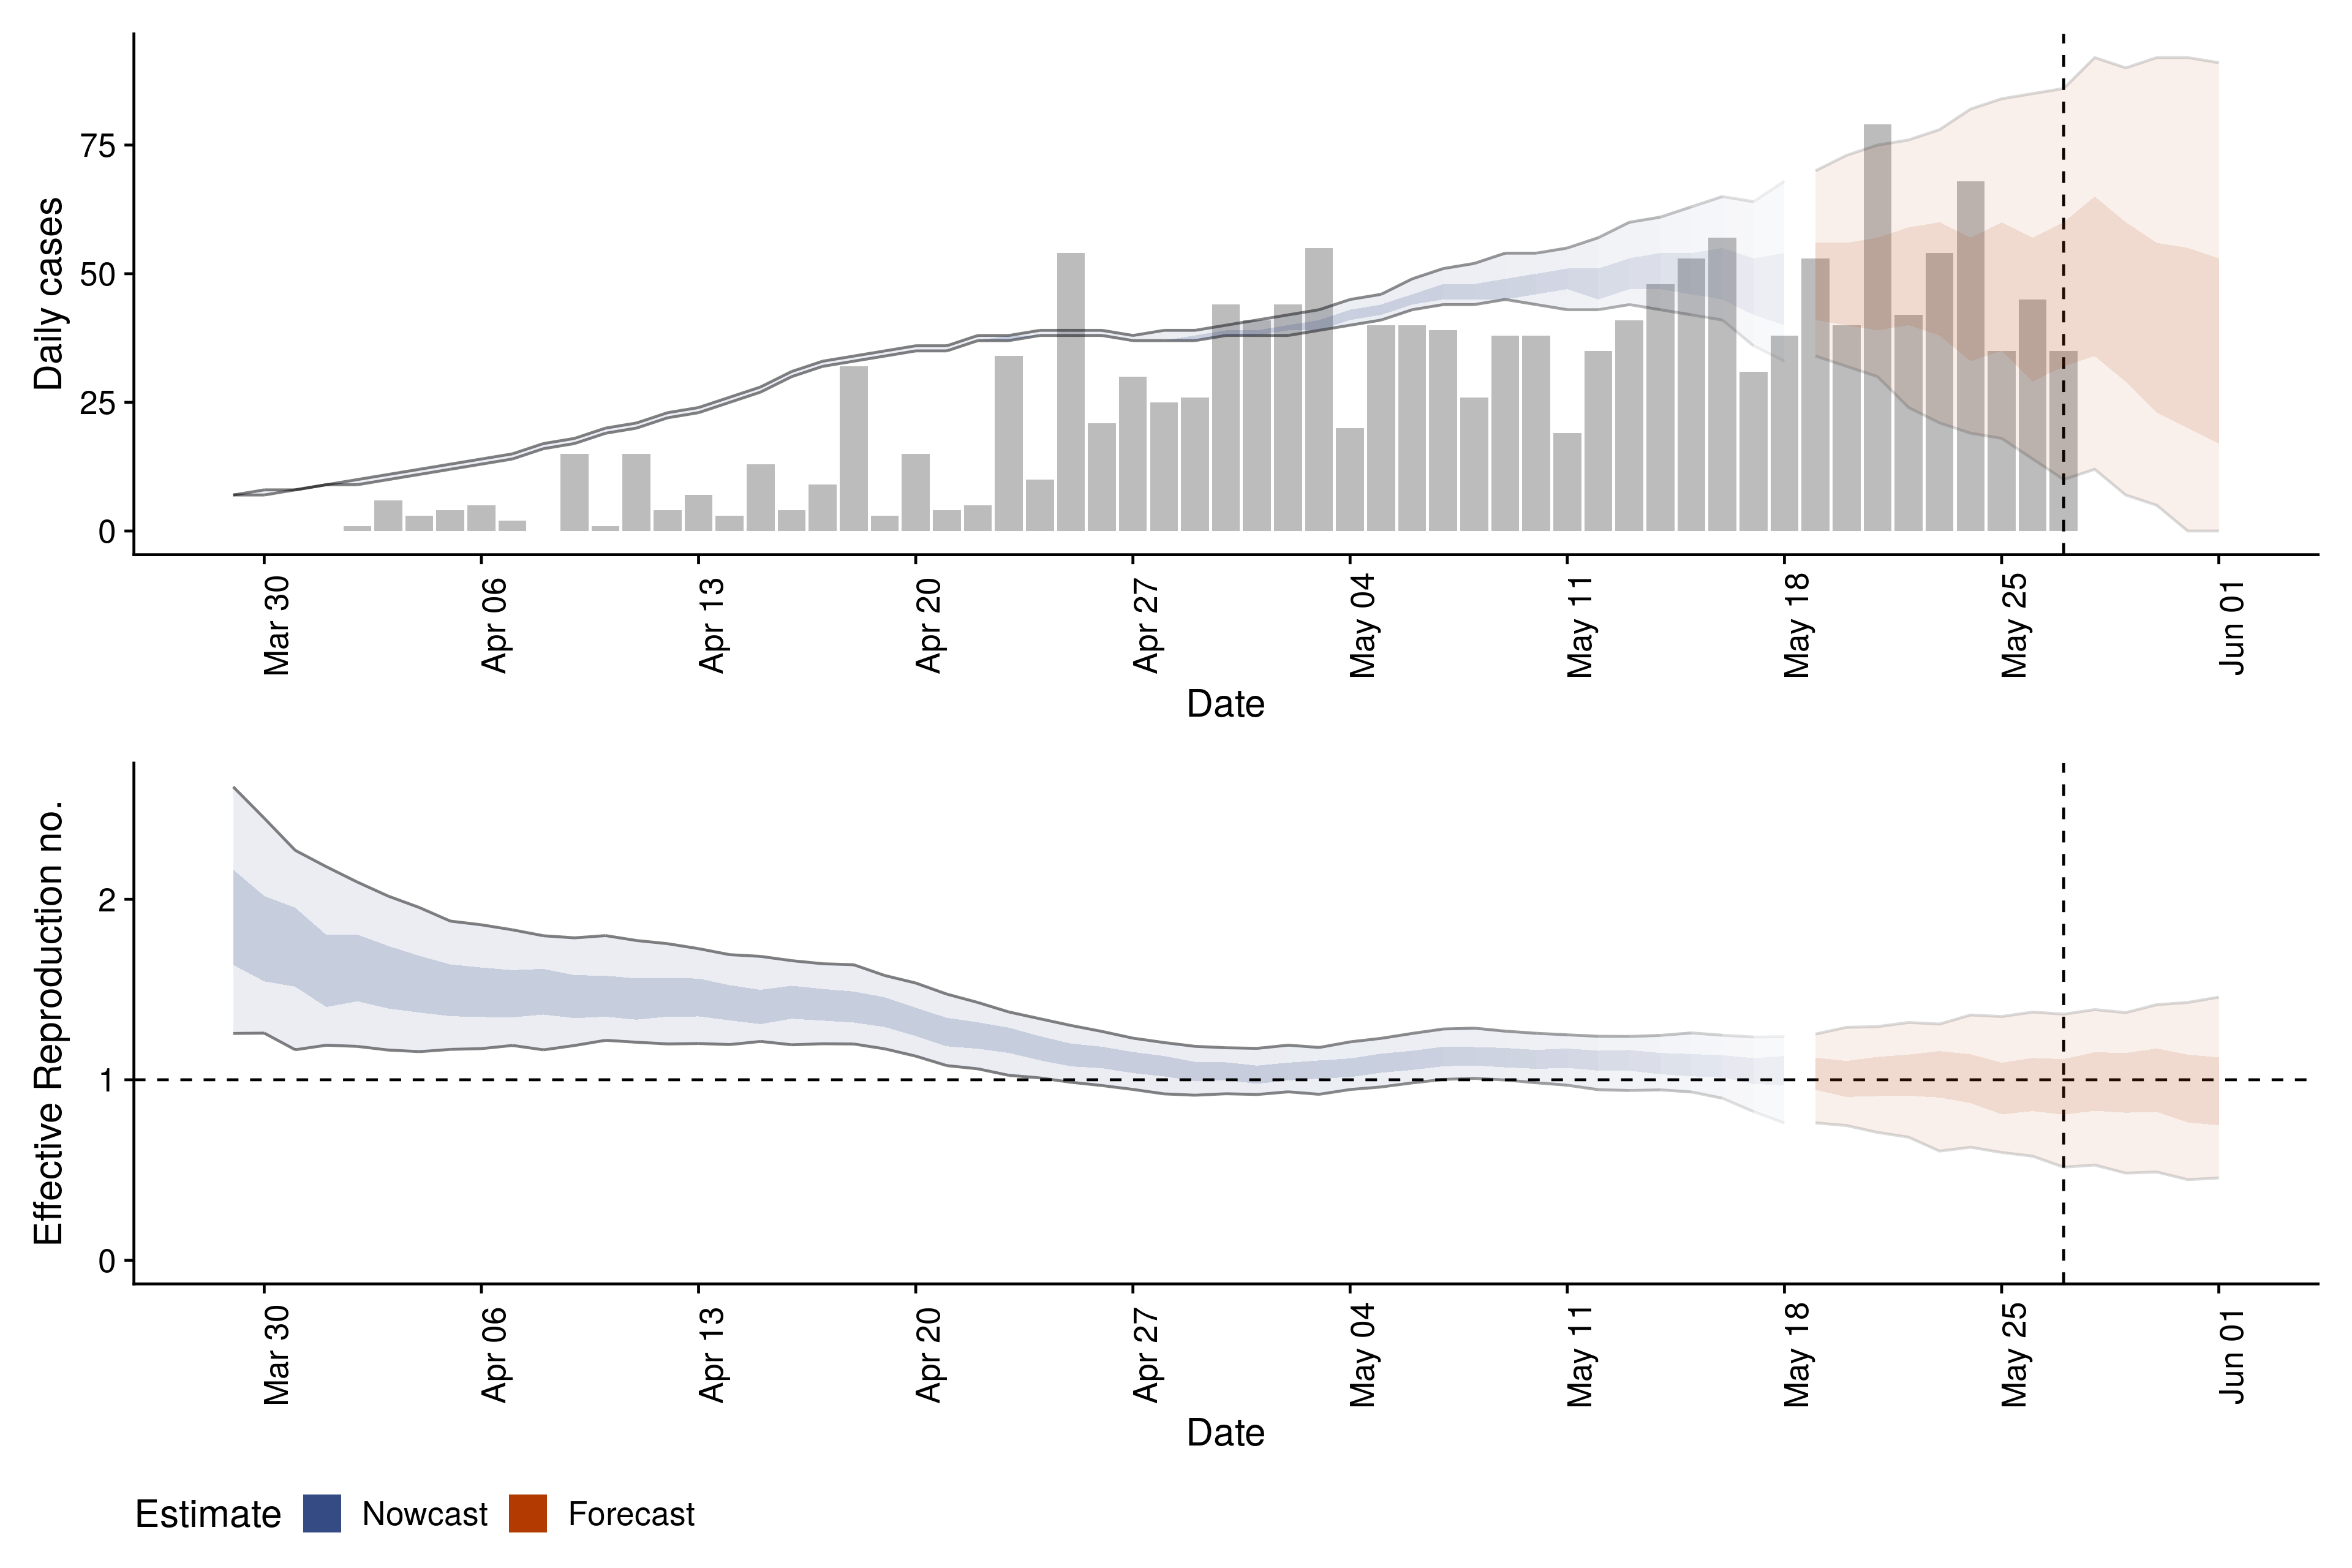 Daily cases
75
50
25
0
Mar 30
Apr 06
Apr 13
Apr 20
Apr 27
May 04
May 11
May 18
May 25
Jun 01
Date
Effective Reproduction no.
2
1
0
Mar 30
Apr 06
Apr 13
Apr 20
Apr 27
May 04
May 11
May 18
May 25
Jun 01
Date
Estimate Nowcast Forecast